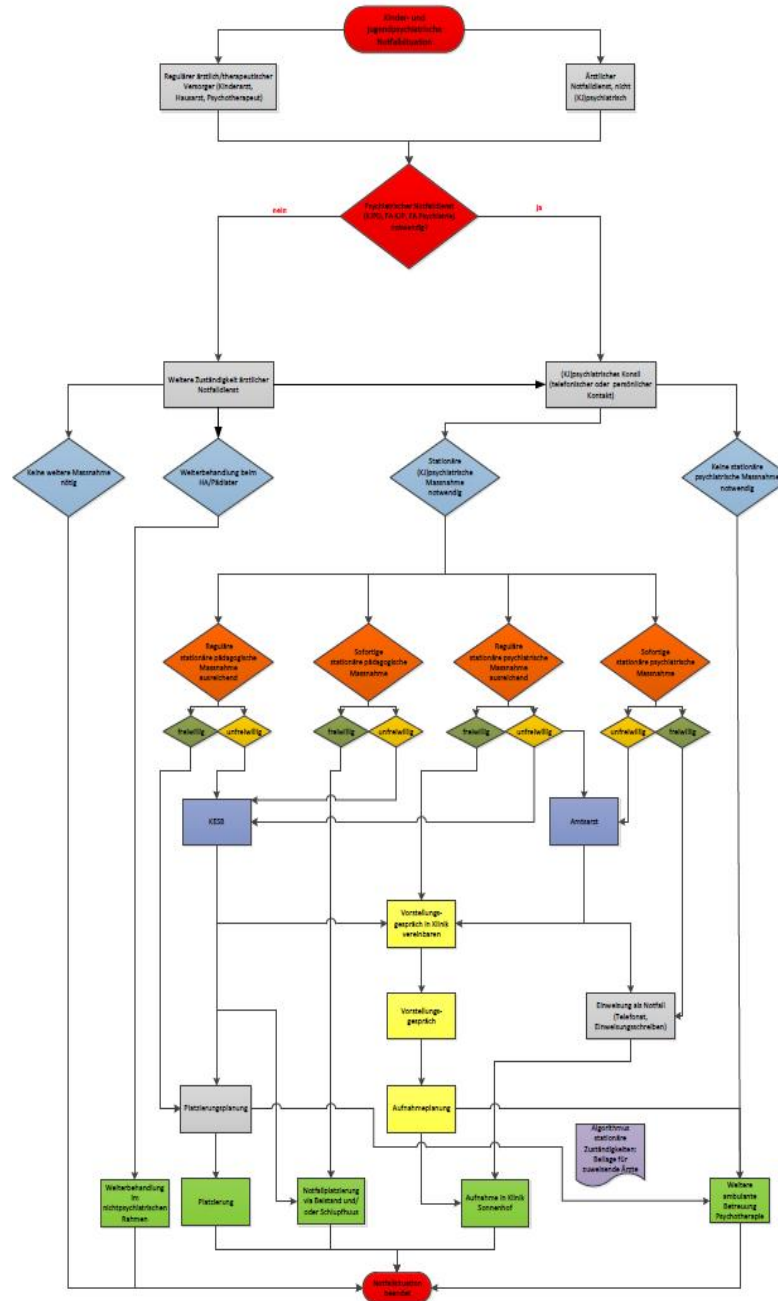 Kinder- und
jugendpsychiatrische
Notfallsituation
Regulärer ärztlich/therapeutischer
Versorger (Kinderarzt,
Hausarzt, Psychotherapeut)
Ärztlicher
Notfalldienst, nicht
(KJ)psychiatrisch
Psychiatrischer Notfalldienst
notwendig?
nein
ja
Weitere Zuständigkeit ärztlicher
Notfalldienst
(KJ)psychiatrisches Konsil
(telefonischer oder persönlicher
Kontakt)
Keine weitere Massnahme
nötig
Weiterbehandlung beim
HA/Pädiater
Stationäre
(KJ)psychiatrische
Massnahme
notwendig
Keine stationäre
psychiatrische Massnahme
notwendig
Reguläre
stationäre pädagogische
Massnahme
ausreichend
Sofortige
stationäre pädagogische
Massnahme
Reguläre
stationäre psychiatrische
Massnahme
ausreichend
Sofortige
stationäre psychiatrische
Massnahme
freiwillig
unfreiwillig
freiwillig
unfreiwillig
freiwillig
unfreiwillig
unfreiwillig
freiwillig
KESB
Amtsarzt
Vorstellungs-
gespräch in Klinik
vereinbaren
Vorstellungs-
gespräch
Einweisung als Notfall
(Telefonat,
Einweisungsschreiben)
Platzierungsplanung
Aufnahmeplanung
Algorithmus
stationäre
Zuständigkeiten:
Beilage für
zuweisende Ärzte
Weiterbehandlung
im
nichtpsychiatrischen
Rahmen
Platzierung
Notfallplatzierung
via Beistand und/
oder Schlupfhuus
Aufnahme in Klinik
Sonnenhof
Weitere
ambulante
Betreuung
Psychotherapie
Notfallsituation
beendet